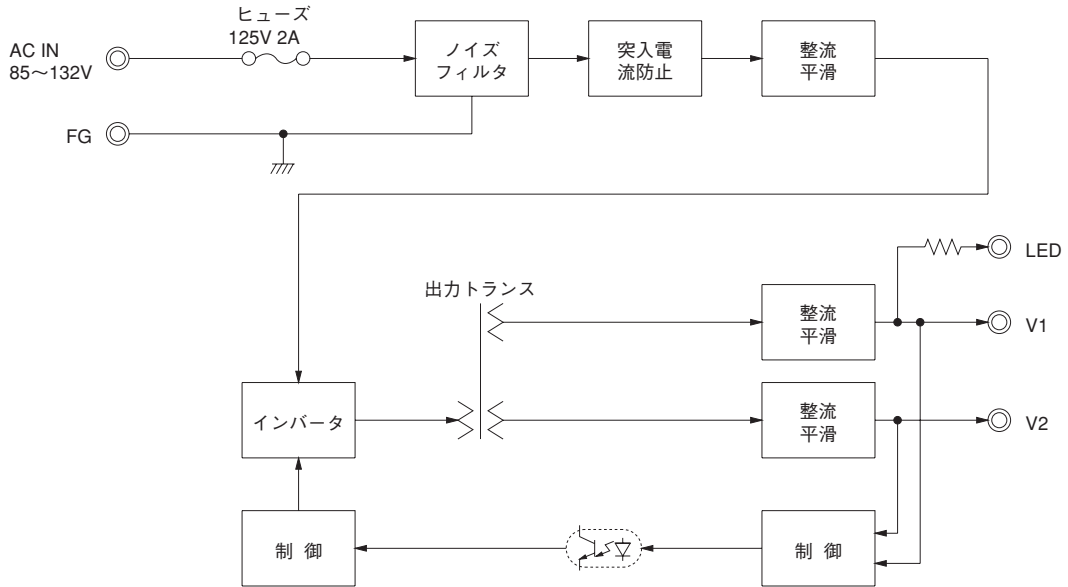 ヒューズ
125V 2A
AC IN
85～132V
ノイズ
フィルタ
突入電
流防止
整流
平滑
FG
LED
出力トランス
整流
平滑
V1
インバータ
整流
平滑
V2
制 御
制 御